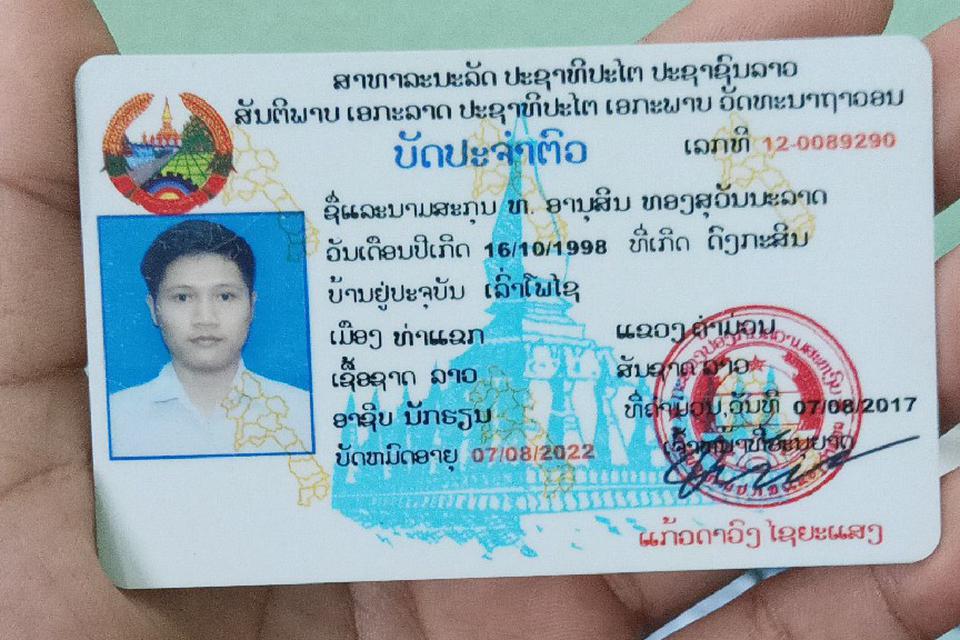 ສາທາລະນະລັດ ປະຊາທິປະໄຕ ປະຊາຊົນລາວ
ສັນຕິພາບ ເອກະລາດ ປະຊາທິປະໄຕ ເອກະພາບ ວັດທະນາຖາວອນ
ບັດປະຈຳຕົວ ເລກທີ 12-0089290
ຊື່ແລະນາມສະກຸນ ທ. ອານຸສິນ ທອງສຸວັນນະລາດ
ວັນເດືອນປີເກີດ 16/10/1998 ທີ່ເກີດ ດົງກະສິນ
ບ້ານຢູ່ປະຈຸບັນ ເລົ່າໂພໄຊ
ເມືອງ ທ່າແຂກ ແຂວງ ຄຳມ່ວນ
ເຊື້ອຊາດ ລາວ ສັນຊາດ ລາວ
ອາຊີບ ນັກຮຽນ ທີ່ຄຳມ່ວນ,ວັນທີ 07/08/2017
ບັດຫມົດອາຍຸ 07/08/2022 ເຈົ້າຫນ້າທີ່ອະນຸຍາດ
ແກ້ວດາວົງ ໄຊຍະແສງ